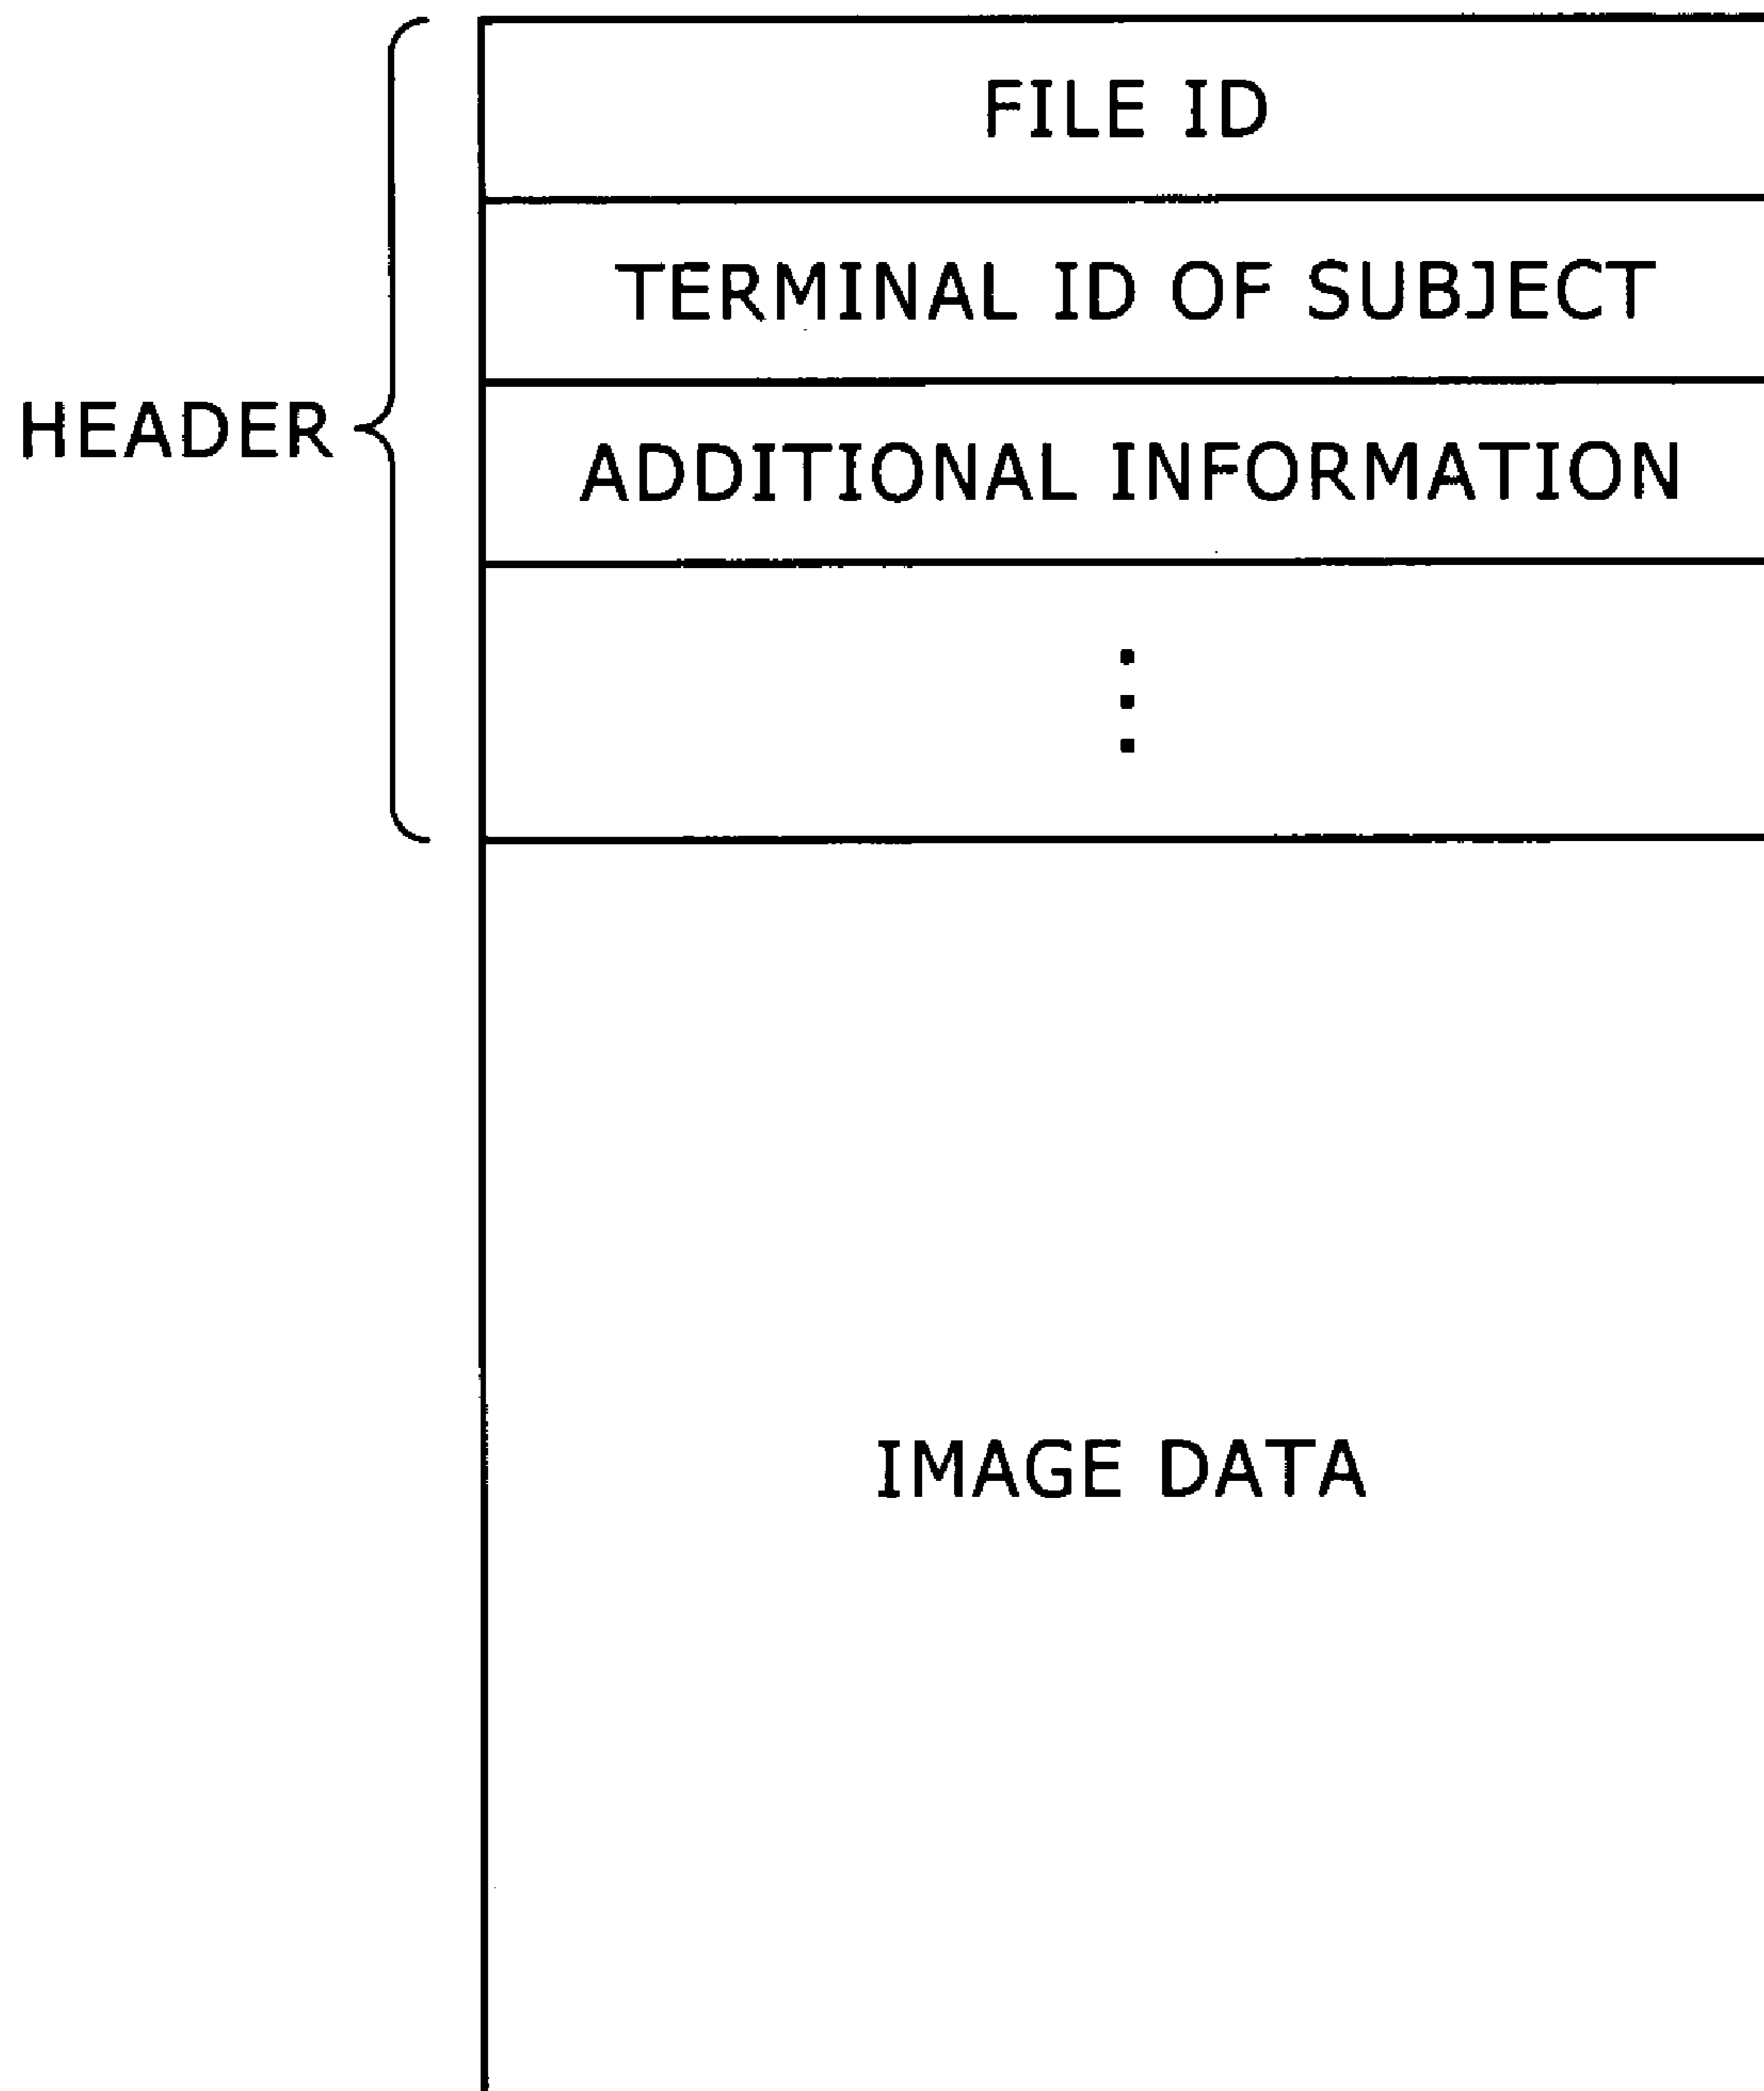 FILE ID
TERMINAL ID OF SUBJECT
HEADER
ADDITIONAL INFORMATION
IMAGE DATA